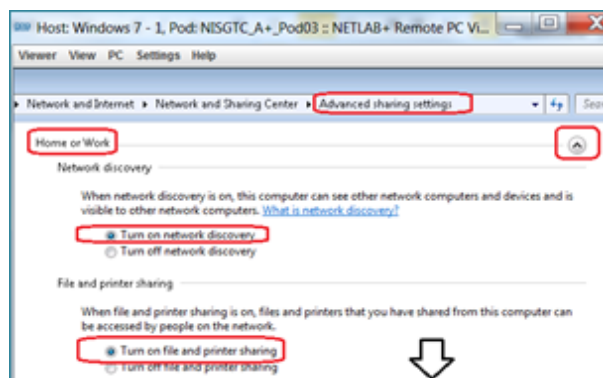 Host: Windows 7 - 1, Pod: NISGTC_A+_Pod03 :: NETLAB+ Remote PC Vi...
Viewer View PC Settings Help
Network and Internet Network and Sharing Center Advanced sharing settings Sear
Home or Work
Network discovery
When network discovery is on, this computer can see other network computers and devices and is
visible to other network computers. What is network discovery?
Turn on network discovery
Turn off network discovery
File and printer sharing
When file and printer sharing is on, files and printers that you have shared from this computer can
be accessed by people on the network.
Turn on file and printer sharing
Turn off file and printer sharing